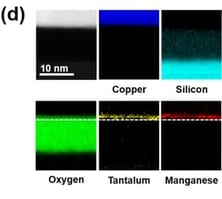 (d)
10 nm
Copper Silicon
Oxygen Tantalum Manganese